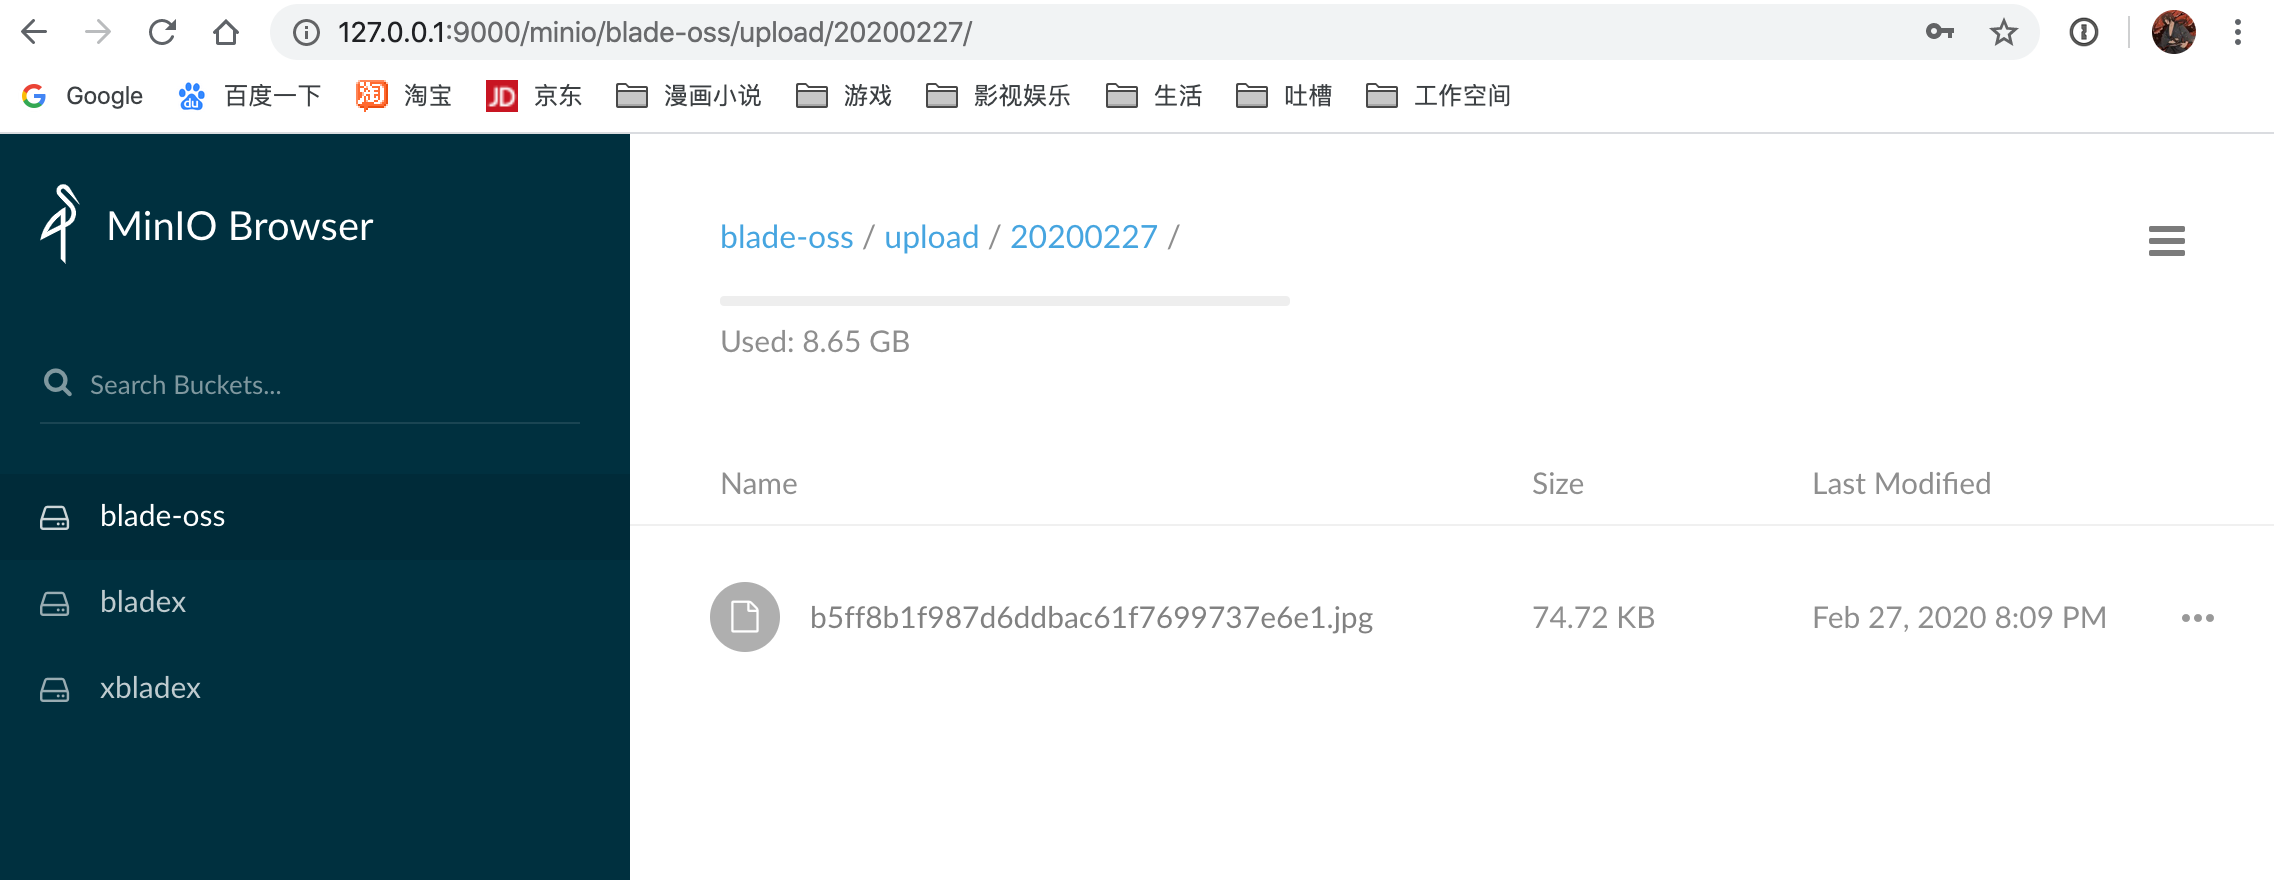 127.0.0.1:9000/minio/blade-oss/upload/20200227/
Google 百度一下 淘 淘宝 JD 京东 漫画小说 游戏 影视娱乐 生活 吐槽 工作空间
MinIO Browser
Search Buckets...
blade-oss
bladex
xbladex
blade-oss / upload / 20200227 /
Used: 8.65 GB
Name Size Last Modified
b5ff8b1f987d6ddbac61f7699737e6e1.jpg 74.72 KB Feb 27, 2020 8:09 PM